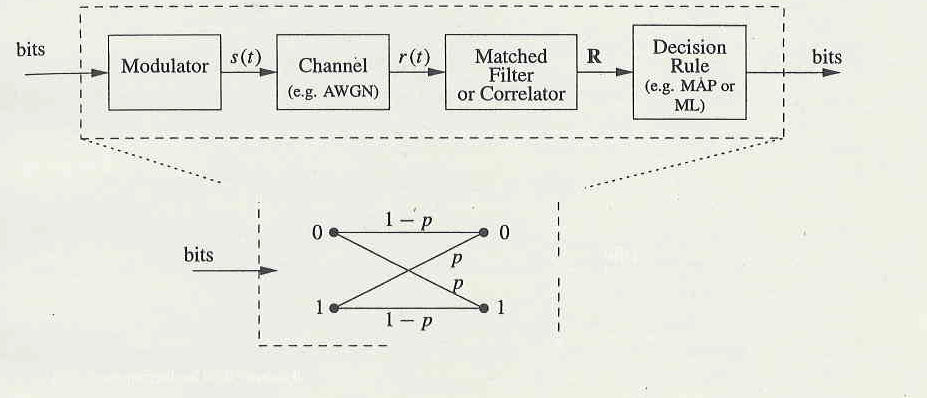 bits
Modulator
s(t)
Channel
(e.g. AWGN)
r(t)
Matched
Filter
or Correlator
R
Decision
Rule
(e.g. MAP or
ML)
bits
bits
0
1 − p
0
p
p
1
1 − p
1